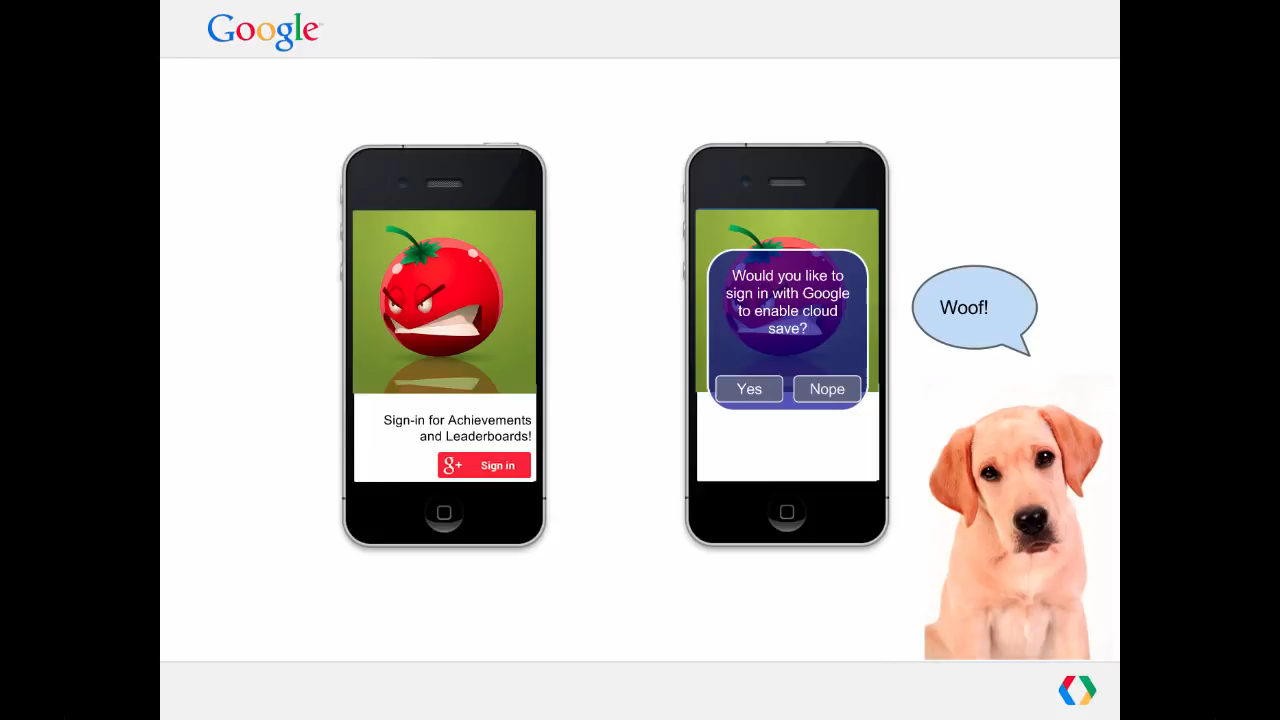 Google
Would you like to
sign in with Google
to enable cloud
save?
Yes Nope
Woof!
Sign-in for Achievements
and Leaderboards!
g+ Sign in